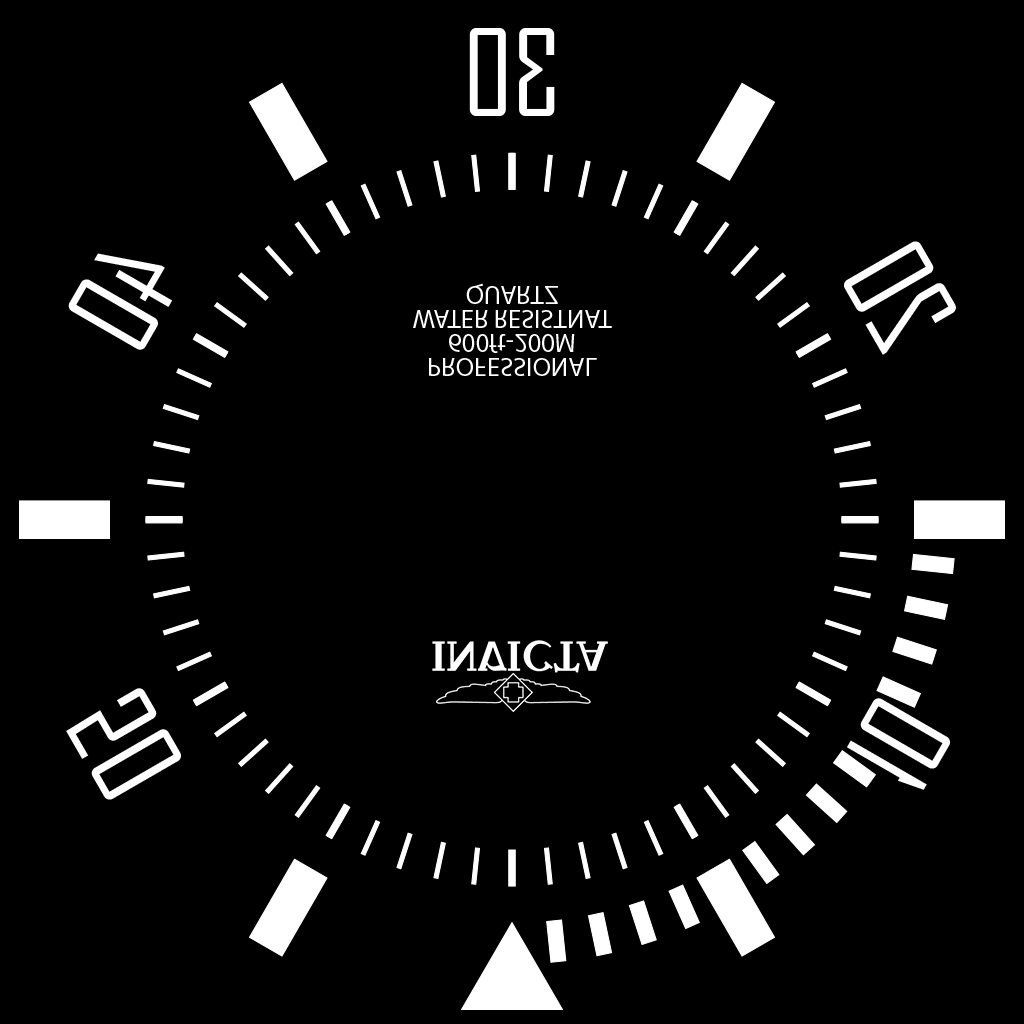 50
10
INVICTA
PROFESSIONAL
600ft-200M
WATER RESISTNAT
QUARTZ
40
20
30